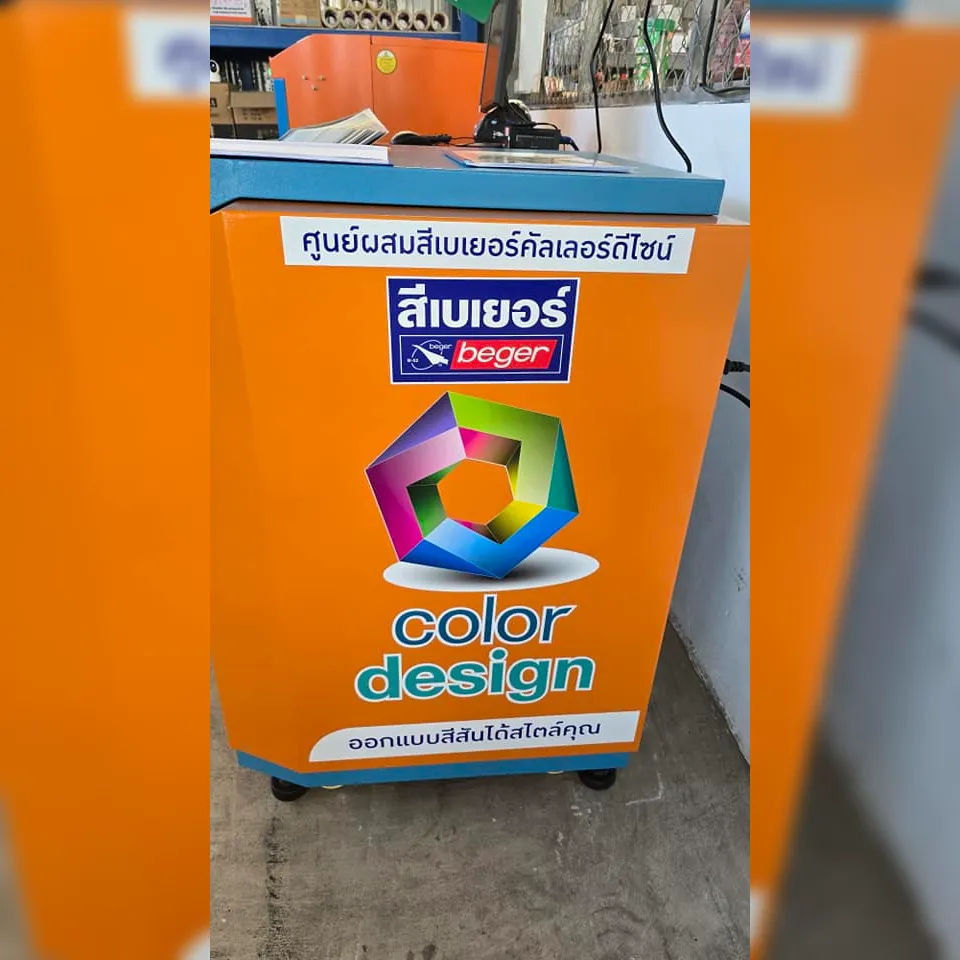 ศูนย์ผสมสีเบเยอร์คัลเลอร์ดีไซน์
สีเบเยอร์
beger
B-52
beger
color
design
ออกแบบสีสันได้สไตล์คุณ